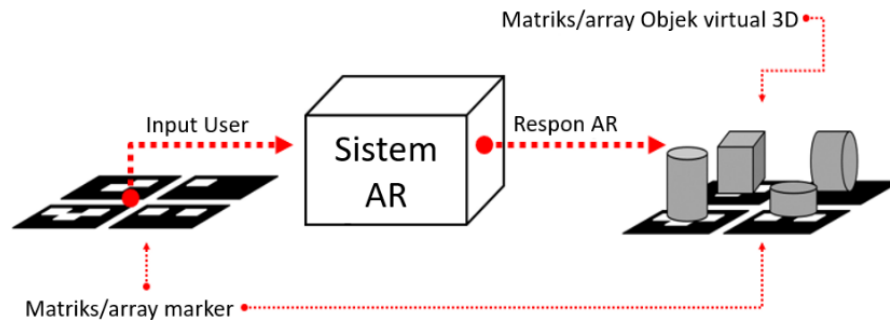 Matriks/array Objek virtual 3D
Input User
Respon AR
Sistem
AR
Matriks/array marker